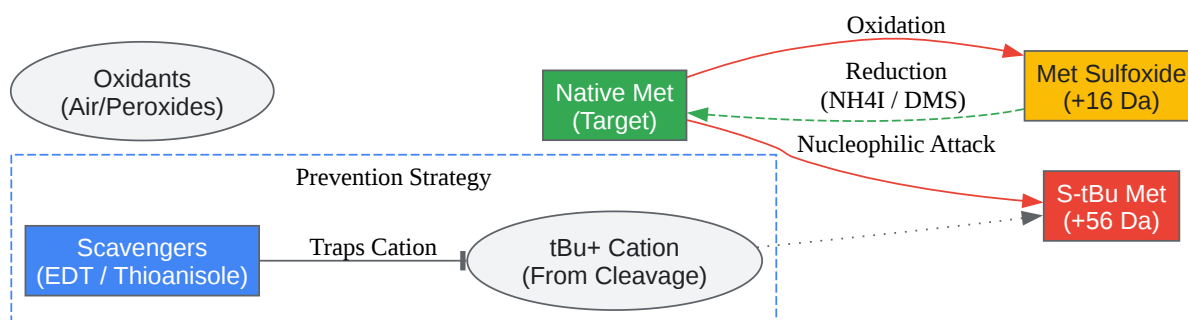 Oxidants
(Air/Peroxides)
Native Met
(Target)
Oxidation
Reduction
(NH4I / DMS)
Met Sulfoxide
(+16 Da)
Nucleophilic Attack
S-tBu Met
(+56 Da)
Prevention Strategy
Scavengers
(EDT / Thioanisole)
Traps Cation
tBu+ Cation
(From Cleavage)